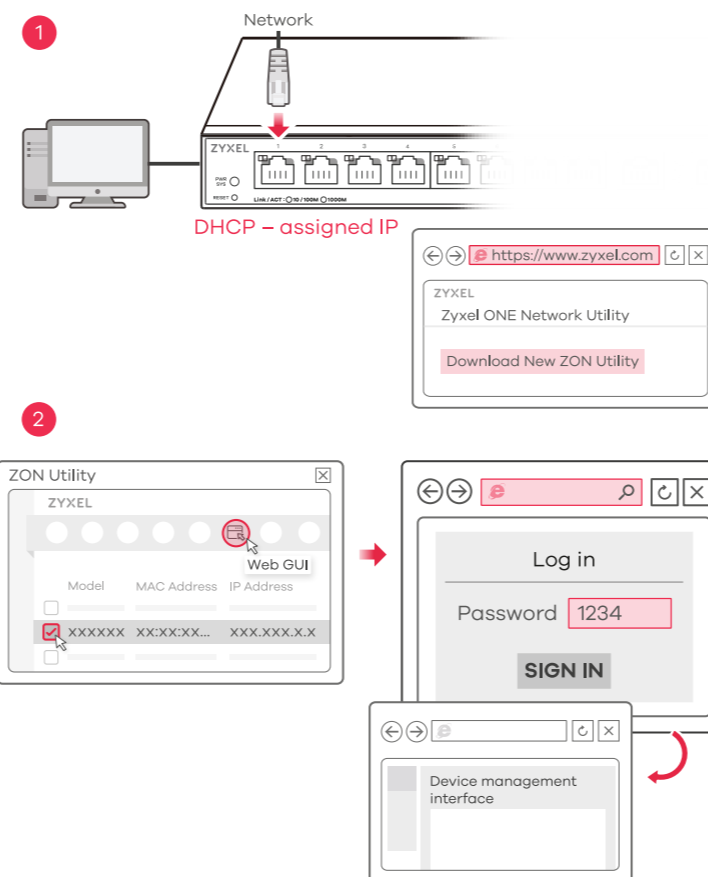 1
Network
ZYXEL
1 2 3 4 5
PWR
SYS
RESET
Link / ACT : 10 / 100M 1000M
DHCP – assigned IP
https://www.zyxel.com
ZYXEL
Zyxel ONE Network Utility
Download New ZON Utility
2
ZON Utility
ZYXEL
Web GUI
Model MAC Address IP Address
XXXXXX XX:XX:XX... XXX.XXX.X.X
Log in
Password 1234
SIGN IN
Device management
interface